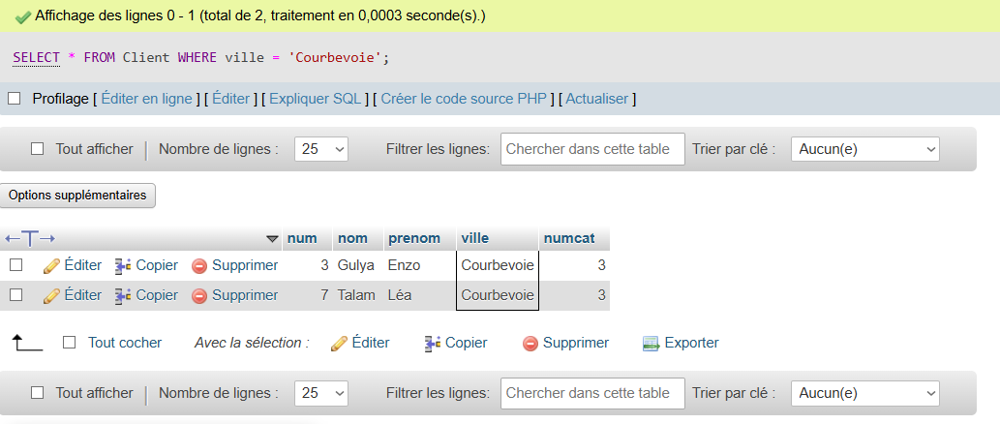 Affichage des lignes 0 - 1 (total de 2, traitement en 0,0003 seconde(s).)
SELECT * FROM Client WHERE ville = 'Courbevoie';
Profilage [ Éditer en ligne ] [ Éditer ] [ Expliquer SQL ] [ Créer le code source PHP ] [ Actualiser ]
Tout afficher | Nombre de lignes : 25 Filtrer les lignes: Chercher dans cette table Trier par clé : Aucun(e)
Options supplémentaires
←T→ num nom prenom ville numcat
Éditer Copier Supprimer 3 Gulya Enzo Courbevoie 3
Éditer Copier Supprimer 7 Talam Léa Courbevoie 3
Tout cocher Avec la sélection : Éditer Copier Supprimer Exporter
Tout afficher | Nombre de lignes : 25 Filtrer les lignes: Chercher dans cette table Trier par clé : Aucun(e)